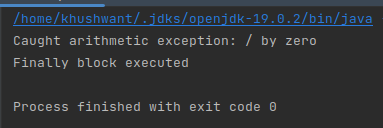 /home/khushwant/.jdks/openjdk-19.0.2/bin/java
Caught arithmetic exception: / by zero
Finally block executed
Process finished with exit code 0